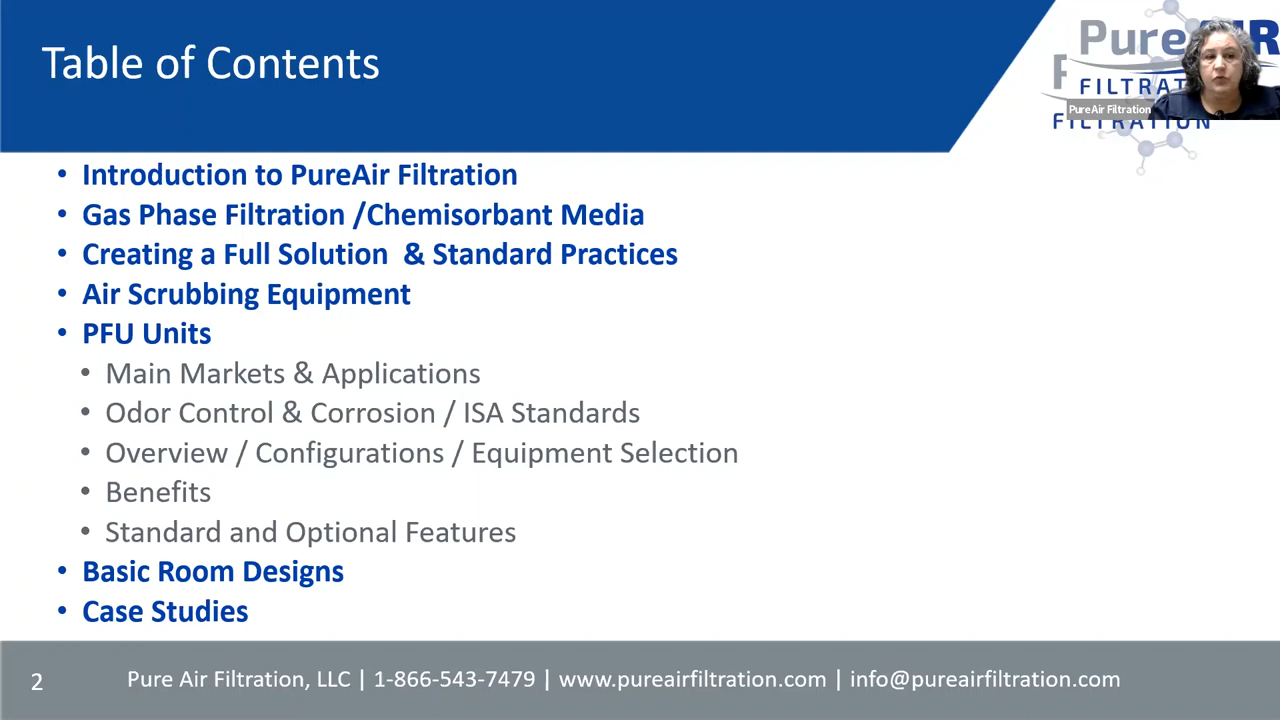 Table of Contents
PureAIR
FILTRAT
PureAir Filtration
FILTRATION
• Introduction to PureAir Filtration
• Gas Phase Filtration /Chemisorbant Media
• Creating a Full Solution & Standard Practices
• Air Scrubbing Equipment
• PFU Units
• Main Markets & Applications
• Odor Control & Corrosion / ISA Standards
• Overview / Configurations / Equipment Selection
• Benefits
• Standard and Optional Features
• Basic Room Designs
• Case Studies
2
Pure Air Filtration, LLC | 1-866-543-7479 | www.pureairfiltration.com | info@pureairfiltration.com